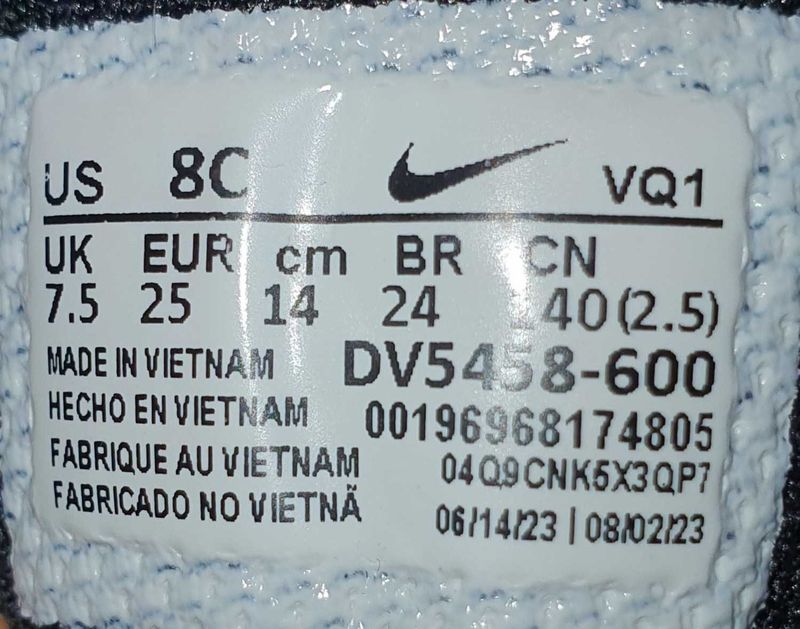 US 8C VQ1
UK EUR cm BR CN
7.5 25 14 24 140(2.5)
MADE IN VIETNAM DV5458-600
HECHO EN VIETNAM 00196968174805
FABRIQUE AU VIETNAM 04Q9CNK5X3QP7
FABRICADO NO VIETNÃ 06/14/23 | 08/02/23